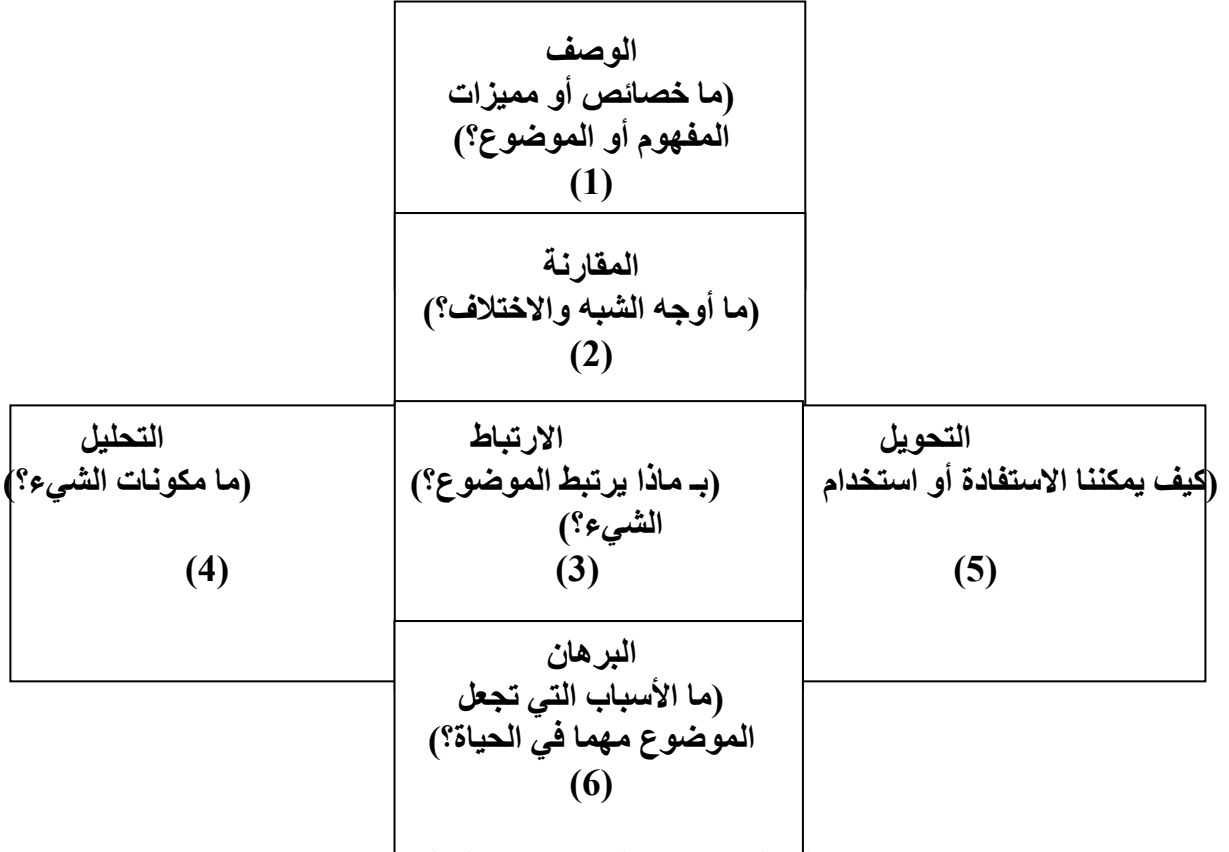 الوصف
(ما خصائص أو مميزات
المفهوم أو الموضوع؟)
(1)
المقارنة
(ما أوجه الشبه والاختلاف؟)
(2)
التحويل
(كيف يمكننا الاستفادة أو استخدام
(5)
الارتباط
(بـ ماذا يرتبط الموضوع؟)
الشيء؟)
(3)
التحليل
(ما مكونات الشيء؟)
(4)
البرهان
(ما الأسباب التي تجعل
الموضوع مهما في الحياة؟)
(6)